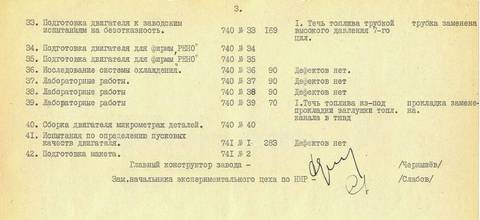 3.
33. Подготовка двигателя к заводским испытаниям на безотказность. 740 № 33 I69 I. Течь топлива трубкой высокого давления 7-го цил. трубка заменена
34. Подготовка двигателя для фирмы "РЕНО" 740 № 34
35. Подготовка двигателя для фирмы "РЕНО" 740 № 35
36. Исследование системы охлаждения. 740 № 36 90 Дефектов нет
37. Лабораторные работы. 740 № 37 90 Дефектов нет
38. Лабораторные работы 740 № 38 90 Дефектов нет
39. Лабораторные работы 740 № 39 70 I.Течь топлива из-под прокладки заглушки топл. канала в тнвд прокладка заменена.
40. Сборка двигателя микрометраж деталей. 740 № 40
41. Испытания по определению пусковых качеств двигателя. 74I № I 283 Дефектов нет
42. Подготовка макета. 74I № 2
Главный конструктор завода - /Чернышёв/
Зам.начальника экспериментального цеха по НИР - /Слабов/